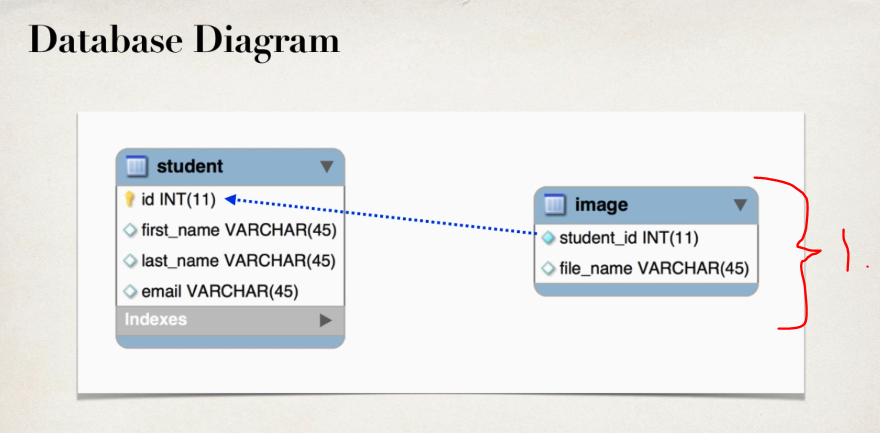 Database Diagram
student
id INT(11)
first_name VARCHAR(45)
last_name VARCHAR(45)
email VARCHAR(45)
Indexes
image
student_id INT(11)
file_name VARCHAR(45)
1.